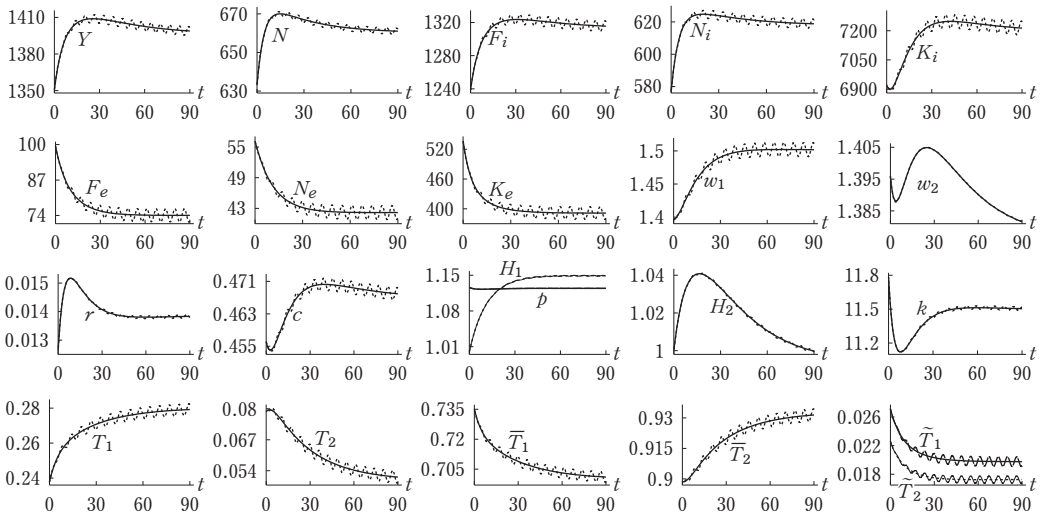 1410 1380 1350 Y 0 30 60 90 t
670 650 630 N 0 30 60 90 t
1320 1280 1240 F_i 0 30 60 90 t
620 600 580 N_i 0 30 60 90 t
7200 7050 6900 K_i 0 30 60 90 t
100 87 74 F_e 0 30 60 90 t
55 49 43 N_e 0 30 60 90 t
520 460 400 K_e 0 30 60 90 t
1.5 1.45 1.4 w_1 0 30 60 90 t
1.405 1.395 1.385 w_2 0 30 60 90 t
0.015 0.014 0.013 r 0 30 60 90 t
0.471 0.463 0.455 c 0 30 60 90 t
1.15 1.08 1.01 H_1 p 0 30 60 90 t
1.04 1.02 1 H_2 0 30 60 90 t
11.8 11.5 11.2 k 0 30 60 90 t
0.28 0.26 0.24 T_1 0 30 60 90 t
0.08 0.067 0.054 T_2 0 30 60 90 t
0.735 0.72 0.705 T̅_1 0 30 60 90 t
0.93 0.915 0.9 T̅_2 0 30 60 90 t
0.026 0.022 0.018 T̃_1 T̃_2 0 30 60 90 t